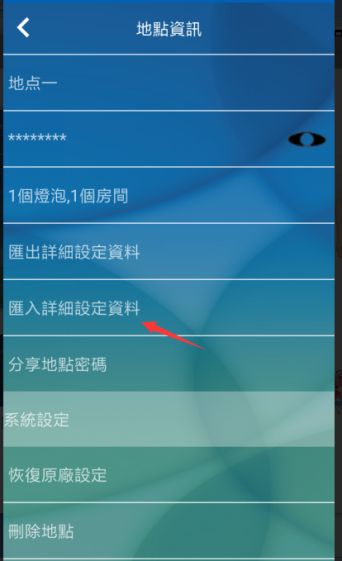 地點資訊
地点一
********
1個燈泡,1個房間
匯出詳細設定資料
匯入詳細設定資料
分享地點密碼
系統設定
恢復原廠設定
刪除地點